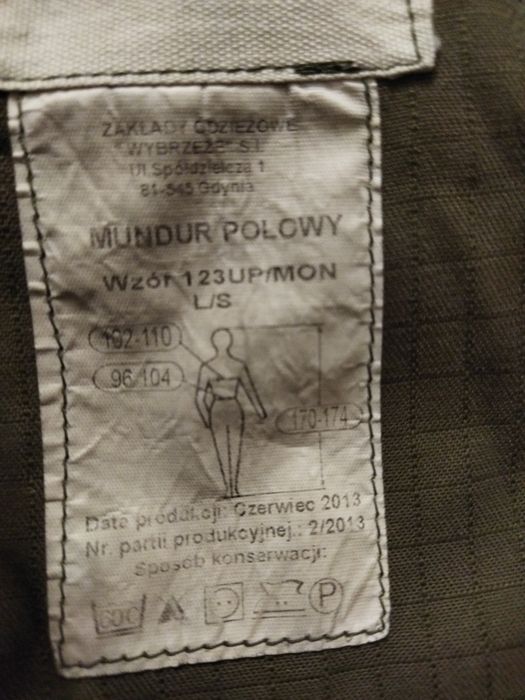 ZAKŁADY ODZIEŻOWE
"WYBRZEŻE" S.I.
Ul.Spółdzielcza 1
81-545 Gdynia
MUNDUR POLOWY
Wzór 123UP/MON
L/S
102-110
96/104
170-174
Data produkcji: Czerwiec 2013
Nr. partii produkcyjnej.: 2/2013
Sposób konserwacji:
60°C
P